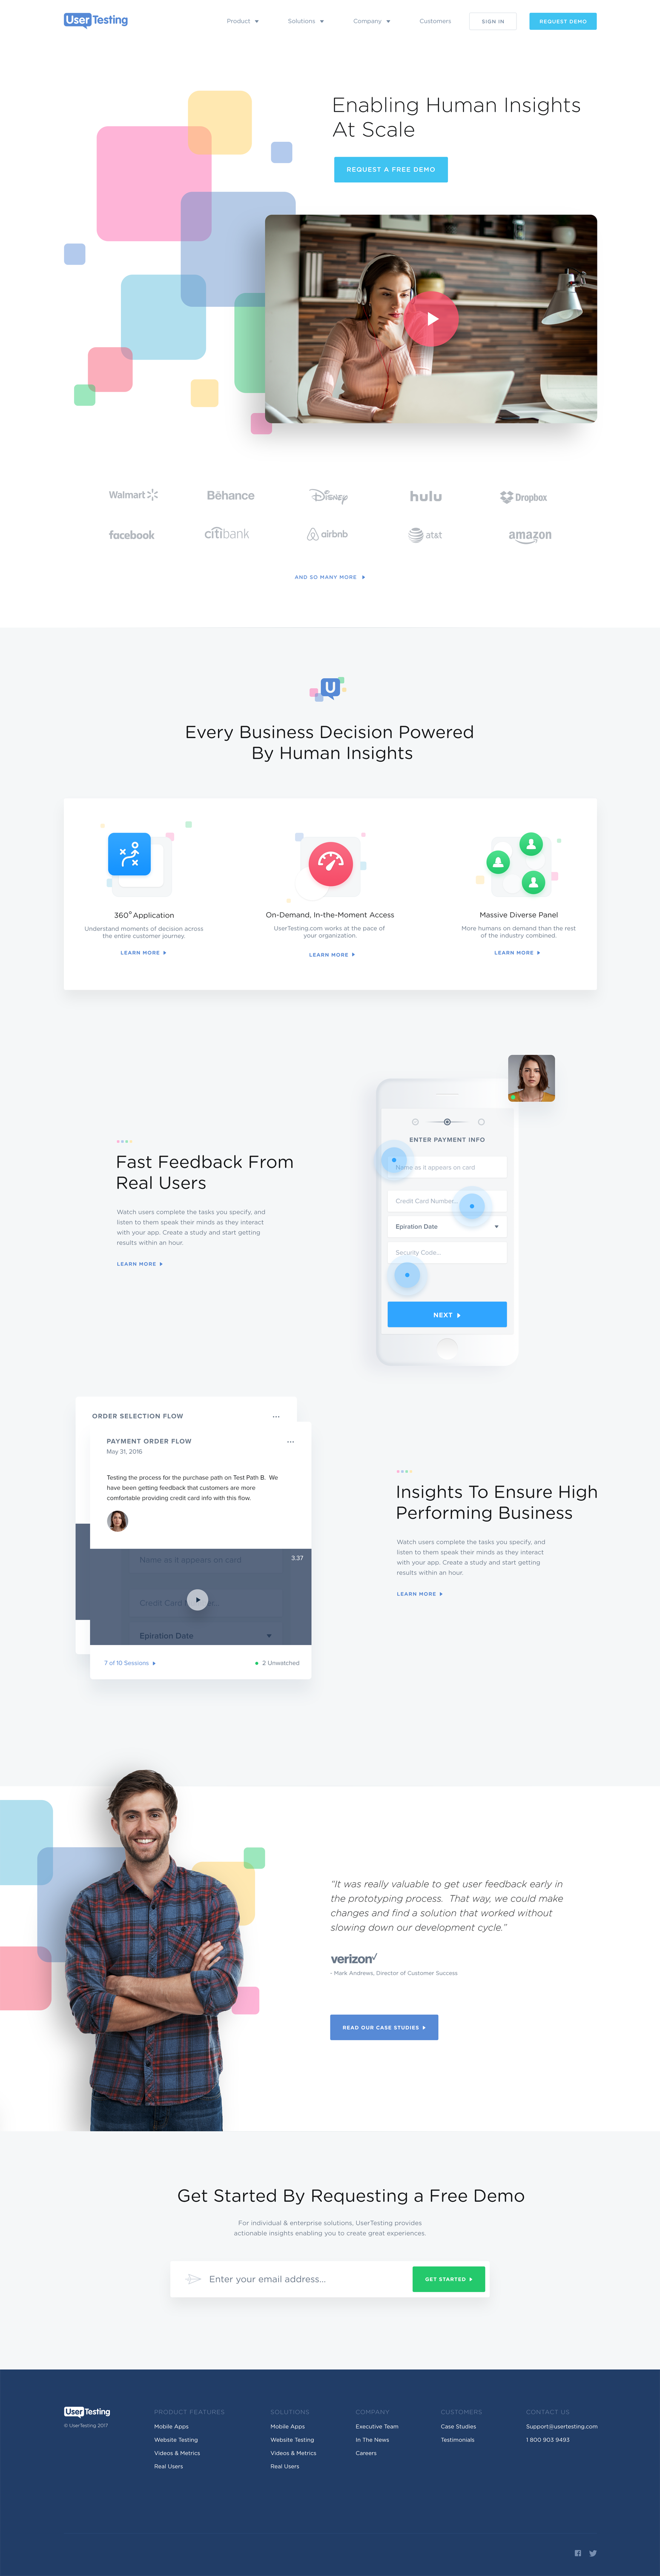 UserTesting
Product
Solutions
Company
Customers
SIGN IN
REQUEST DEMO
Enabling Human Insights
At Scale
REQUEST A FREE DEMO
Walmart
Bēhance
Disney
hulu
Dropbox
facebook
citibank
airbnb
at&t
amazon
AND SO MANY MORE
U
Every Business Decision Powered
By Human Insights
360° Application
Understand moments of decision across
the entire customer journey.
LEARN MORE
On-Demand, In-the-Moment Access
UserTesting.com works at the pace of
your organization.
LEARN MORE
Massive Diverse Panel
More humans on demand than the rest
of the industry combined.
LEARN MORE
Fast Feedback From
Real Users
Watch users complete the tasks you specify, and
listen to them speak their minds as they interact
with your app. Create a study and start getting
results within an hour.
LEARN MORE
ENTER PAYMENT INFO
Name as it appears on card
Credit Card Number...
Epiration Date
Security Code...
NEXT
ORDER SELECTION FLOW
PAYMENT ORDER FLOW
May 31, 2016
Testing the process for the purchase path on Test Path B. We
have been getting feedback that customers are more
comfortable providing credit card info with this flow.
Name as it appears on card
3.37
Credit Card
Epiration Date
7 of 10 Sessions
2 Unwatched
Insights To Ensure High
Performing Business
Watch users complete the tasks you specify, and
listen to them speak their minds as they interact
with your app. Create a study and start getting
results within an hour.
LEARN MORE
“It was really valuable to get user feedback early in
the prototyping process. That way, we could make
changes and find a solution that worked without
slowing down our development cycle.”
verizon
- Mark Andrews, Director of Customer Success
READ OUR CASE STUDIES
Get Started By Requesting a Free Demo
For individual & enterprise solutions, UserTesting provides
actionable insights enabling you to create great experiences.
Enter your email address...
GET STARTED
UserTesting
© UserTesting 2017
PRODUCT FEATURES
Mobile Apps
Website Testing
Videos & Metrics
Real Users
SOLUTIONS
Mobile Apps
Website Testing
Videos & Metrics
Real Users
COMPANY
Executive Team
In The News
Careers
CUSTOMERS
Case Studies
Testimonials
CONTACT US
Support@usertesting.com
1 800 903 9493